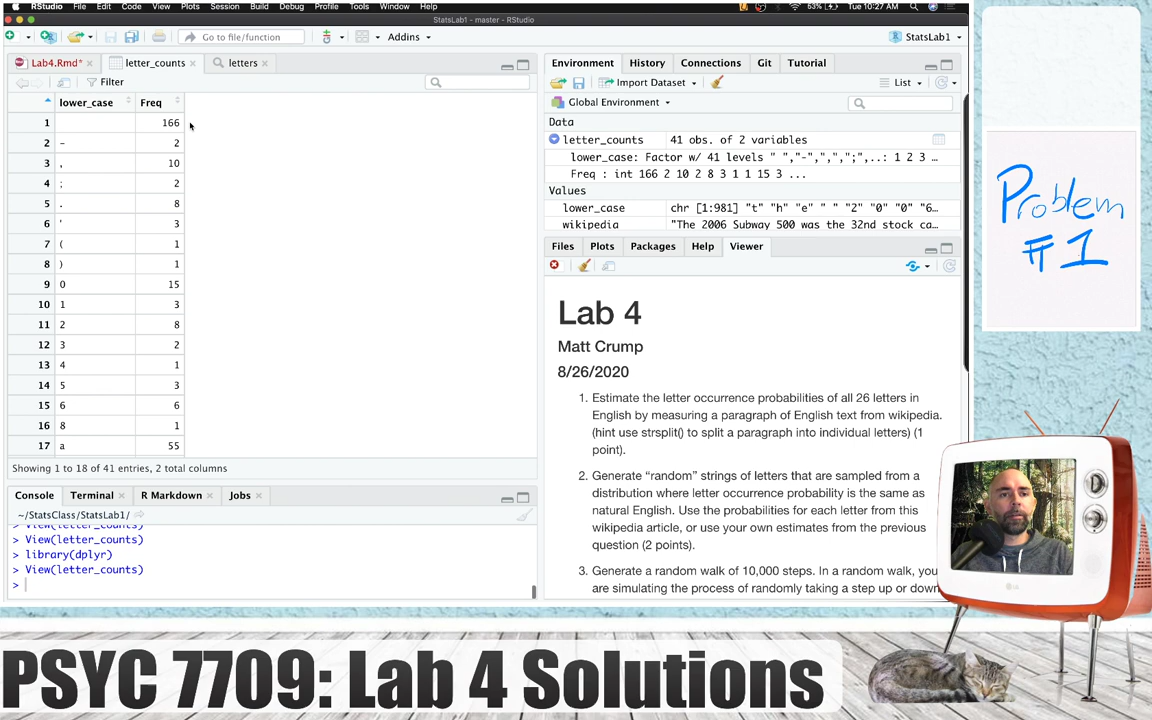 RStudio File Edit Code View Plots Session Build Debug Profile Tools Window Help
53% Tue 10:27 AM
StatsLab1 - master - RStudio
Go to file/function
Addins
StatsLab1
Lab4.Rmd*
letter_counts
letters
Filter
lower_case Freq
1 166
2 - 2
3 , 10
4 ; 2
5 . 8
6 ' 3
7 ( 1
8 ) 1
9 0 15
10 1 3
11 2 8
12 3 2
13 4 1
14 5 3
15 6 6
16 8 1
17 a 55
Showing 1 to 18 of 41 entries, 2 total columns
Console Terminal R Markdown Jobs
~/StatsClass/StatsLab1/
> View(letter_counts)
> View(letter_counts)
> library(dplyr)
> View(letter_counts)
>
Environment History Connections Git Tutorial
Import Dataset
List
Global Environment
Data
letter_counts 41 obs. of 2 variables
lower_case: Factor w/ 41 levels " ","-",",",";",..: 1 2 3 …
Freq : int 166 2 10 2 8 3 1 1 15 3 ...
Values
lower_case chr [1:981] "t" "h" "e" " " "2" "0" "0" "6…
wikipedia "The 2006 Subway 500 was the 32nd stock ca…
Files Plots Packages Help Viewer
Lab 4
Matt Crump
8/26/2020
1. Estimate the letter occurrence probabilities of all 26 letters in
English by measuring a paragraph of English text from wikipedia.
(hint use strsplit() to split a paragraph into individual letters) (1
point).
2. Generate “random” strings of letters that are sampled from a
distribution where letter occurrence probability is the same as
natural English. Use the probabilities for each letter from this
wikipedia article, or use your own estimates from the previous
question (2 points).
3. Generate a random walk of 10,000 steps. In a random walk, you
are simulating the process of randomly taking a step up or down
Problem
#1
LG
PSYC 7709: Lab 4 Solutions